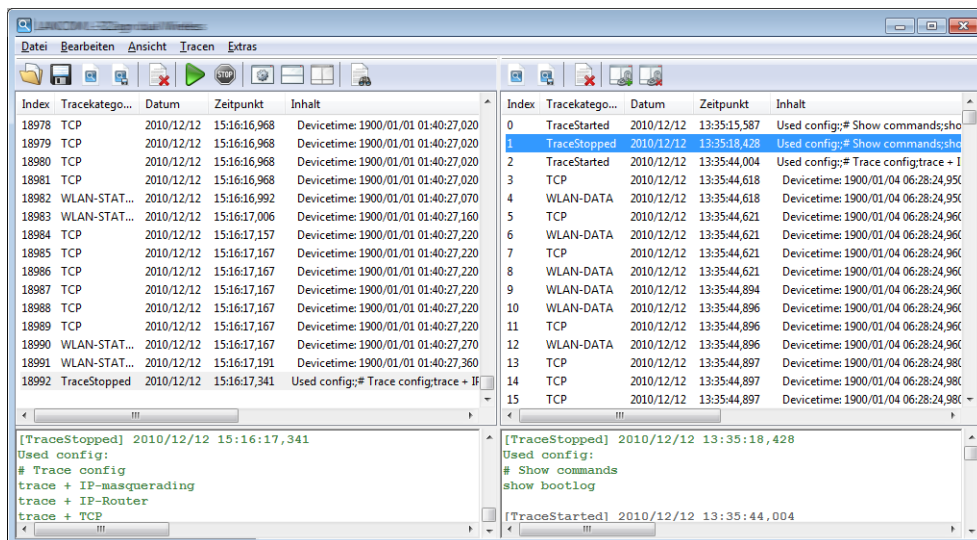 Datei Bearbeiten Ansicht Tracen Extras
STOP
Index Tracekatego... Datum Zeitpunkt Inhalt
18978 TCP 2010/12/12 15:16:16,968 Devicetime: 1900/01/01 01:40:27,020
18979 TCP 2010/12/12 15:16:16,968 Devicetime: 1900/01/01 01:40:27,020
18980 TCP 2010/12/12 15:16:16,968 Devicetime: 1900/01/01 01:40:27,020
18981 TCP 2010/12/12 15:16:16,968 Devicetime: 1900/01/01 01:40:27,020
18982 WLAN-STAT... 2010/12/12 15:16:16,992 Devicetime: 1900/01/01 01:40:27,070
18983 WLAN-STAT... 2010/12/12 15:16:17,006 Devicetime: 1900/01/01 01:40:27,160
18984 TCP 2010/12/12 15:16:17,157 Devicetime: 1900/01/01 01:40:27,220
18985 TCP 2010/12/12 15:16:17,167 Devicetime: 1900/01/01 01:40:27,220
18986 TCP 2010/12/12 15:16:17,167 Devicetime: 1900/01/01 01:40:27,220
18987 TCP 2010/12/12 15:16:17,167 Devicetime: 1900/01/01 01:40:27,220
18988 TCP 2010/12/12 15:16:17,167 Devicetime: 1900/01/01 01:40:27,220
18989 TCP 2010/12/12 15:16:17,167 Devicetime: 1900/01/01 01:40:27,220
18990 WLAN-STAT... 2010/12/12 15:16:17,167 Devicetime: 1900/01/01 01:40:27,270
18991 WLAN-STAT... 2010/12/12 15:16:17,191 Devicetime: 1900/01/01 01:40:27,360
18992 TraceStopped 2010/12/12 15:16:17,341 Used config:;# Trace config;trace + IP
[TraceStopped] 2010/12/12 15:16:17,341
Used config:
# Trace config
trace + IP-masquerading
trace + IP-Router
trace + TCP
Index Tracekatego... Datum Zeitpunkt Inhalt
0 TraceStarted 2010/12/12 13:35:15,587 Used config:;# Show commands;sho
1 TraceStopped 2010/12/12 13:35:18,428 Used config:;# Show commands;sho
2 TraceStarted 2010/12/12 13:35:44,004 Used config:;# Trace config;trace + I
3 TCP 2010/12/12 13:35:44,618 Devicetime: 1900/01/04 06:28:24,950
4 WLAN-DATA 2010/12/12 13:35:44,618 Devicetime: 1900/01/04 06:28:24,950
5 TCP 2010/12/12 13:35:44,621 Devicetime: 1900/01/04 06:28:24,960
6 WLAN-DATA 2010/12/12 13:35:44,621 Devicetime: 1900/01/04 06:28:24,960
7 TCP 2010/12/12 13:35:44,621 Devicetime: 1900/01/04 06:28:24,960
8 WLAN-DATA 2010/12/12 13:35:44,621 Devicetime: 1900/01/04 06:28:24,960
9 WLAN-DATA 2010/12/12 13:35:44,894 Devicetime: 1900/01/04 06:28:24,960
10 WLAN-DATA 2010/12/12 13:35:44,896 Devicetime: 1900/01/04 06:28:24,960
11 TCP 2010/12/12 13:35:44,896 Devicetime: 1900/01/04 06:28:24,960
12 WLAN-DATA 2010/12/12 13:35:44,896 Devicetime: 1900/01/04 06:28:24,960
13 TCP 2010/12/12 13:35:44,897 Devicetime: 1900/01/04 06:28:24,980
14 TCP 2010/12/12 13:35:44,897 Devicetime: 1900/01/04 06:28:24,980
15 TCP 2010/12/12 13:35:44,897 Devicetime: 1900/01/04 06:28:24,980
[TraceStopped] 2010/12/12 13:35:18,428
Used config:
# Show commands
show bootlog
[TraceStarted] 2010/12/12 13:35:44,004